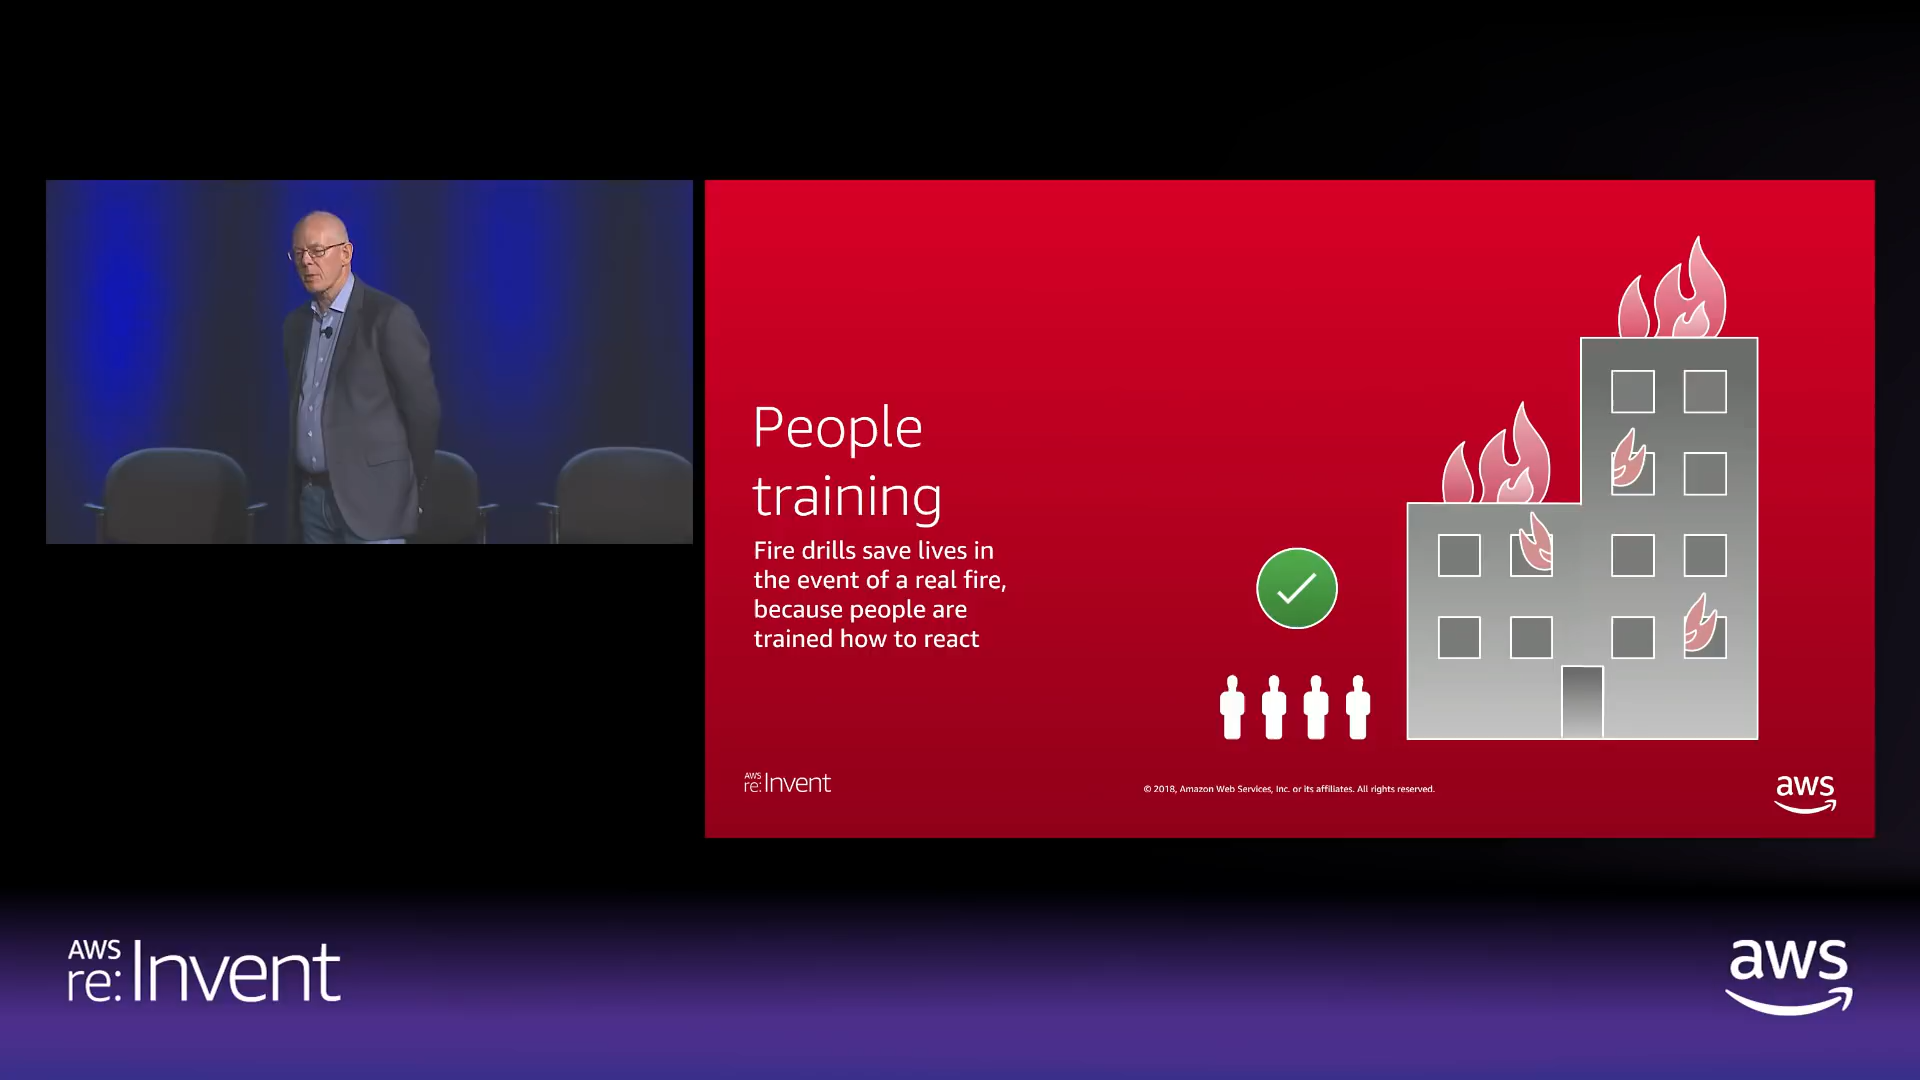 People
training
Fire drills save lives in
the event of a real fire,
because people are
trained how to react
AWS
re:Invent
© 2018, Amazon Web Services, Inc. or its affiliates. All rights reserved.
aws
AWS
re:Invent
aws